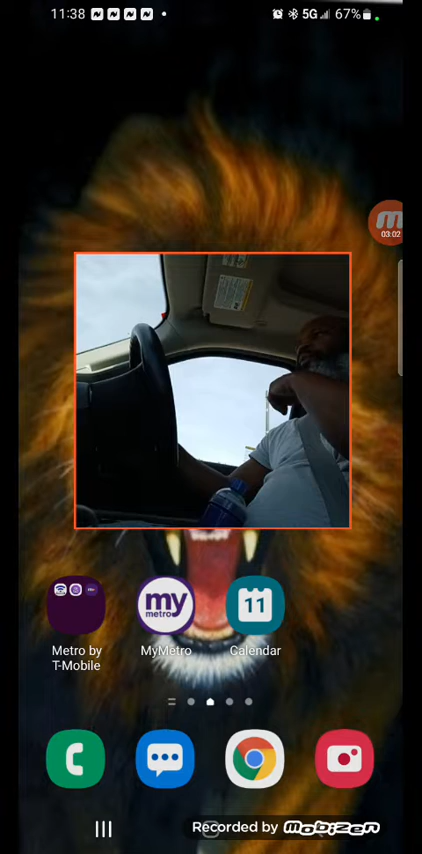 11:38
5G
67%
03:02
my
metro
11
Metro by
T-Mobile
MyMetro
Calendar
Recorded by mobizen